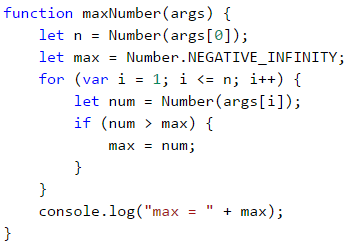 function maxNumber(args) {
    let n = Number(args[0]);
    let max = Number.NEGATIVE_INFINITY;
    for (var i = 1; i <= n; i++) {
        let num = Number(args[i]);
        if (num > max) {
            max = num;
        }
    }
    console.log("max = " + max);
}